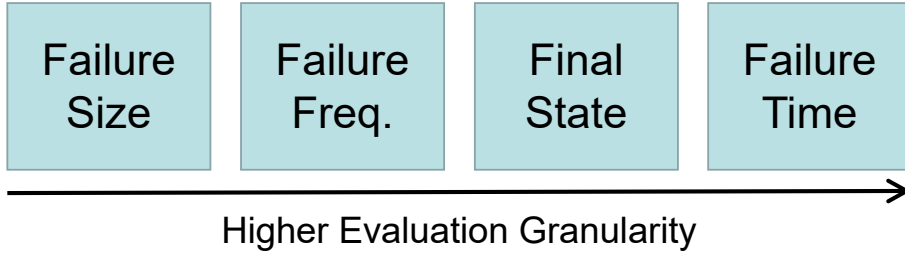 Failure
Size
Failure
Freq.
Final
State
Failure
Time
Higher Evaluation Granularity